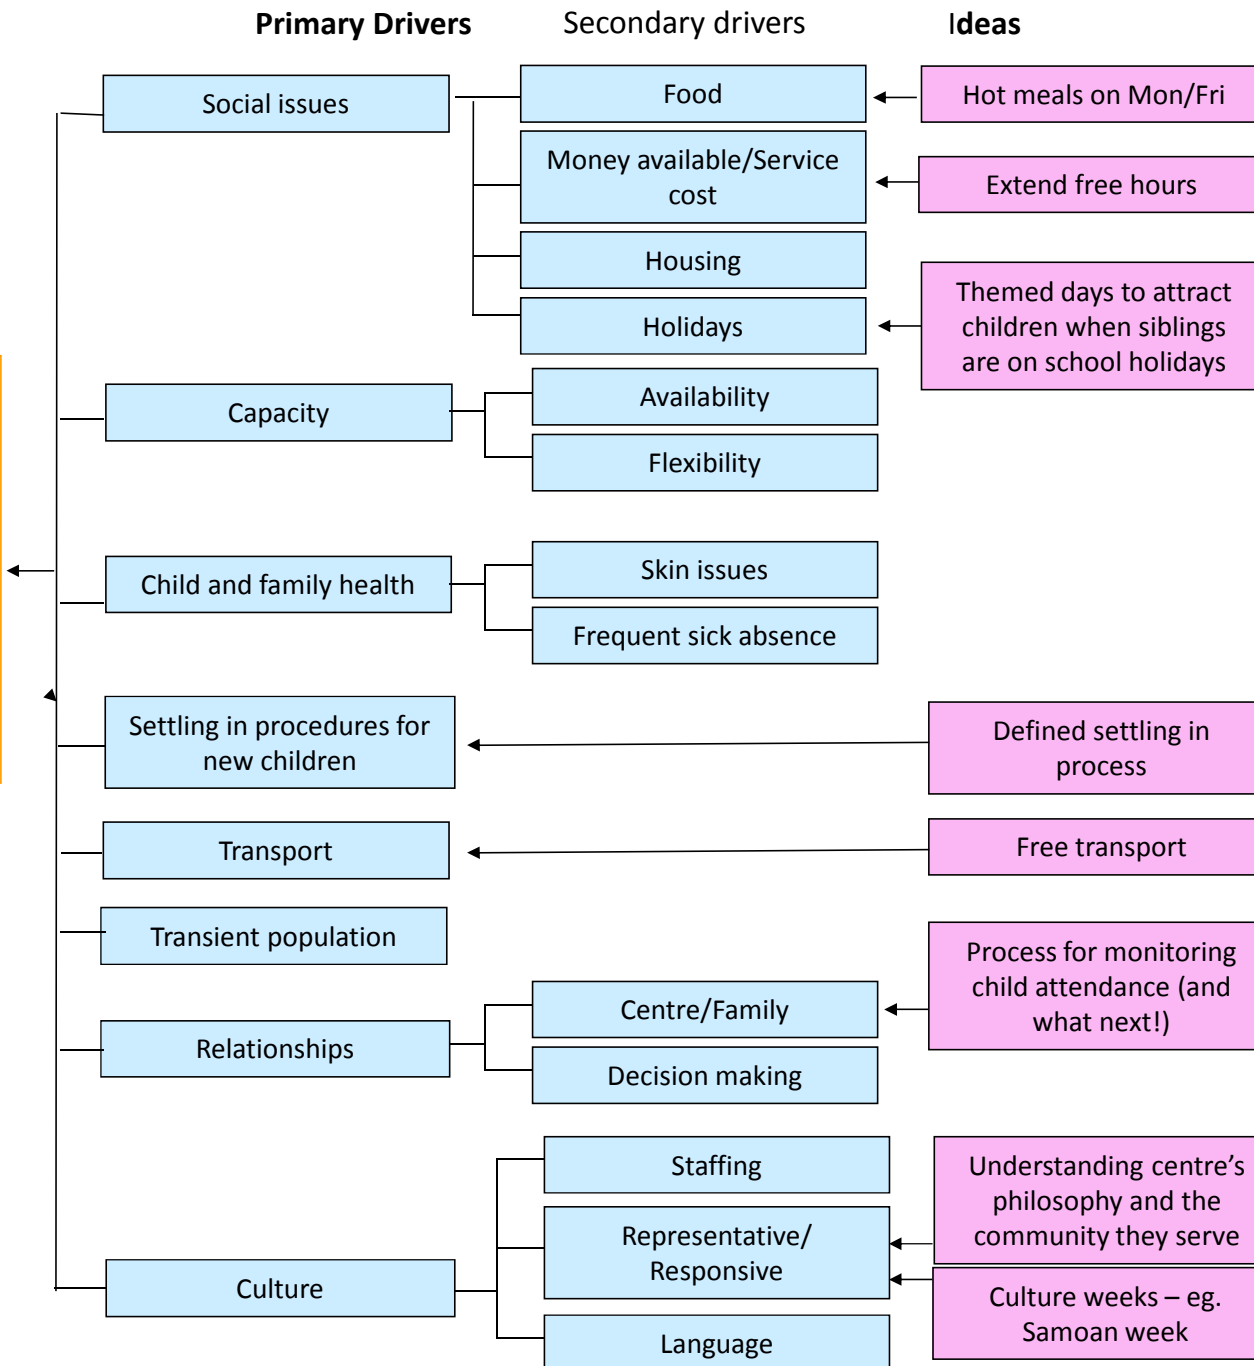 Primary Drivers Secondary drivers Ideas
Social issues
Food
Hot meals on Mon/Fri
Money available/Service
cost
Extend free hours
Housing
Holidays
Themed days to attract
children when siblings
are on school holidays
Capacity
Availability
Flexibility
Child and family health
Skin issues
Frequent sick absence
Settling in procedures for
new children
Defined settling in
process
Transport
Free transport
Transient population
Relationships
Centre/Family
Decision making
Process for monitoring
child attendance (and
what next!)
Culture
Staffing
Representative/
Responsive
Language
Understanding centre’s
philosophy and the
community they serve
Culture weeks – eg.
Samoan week